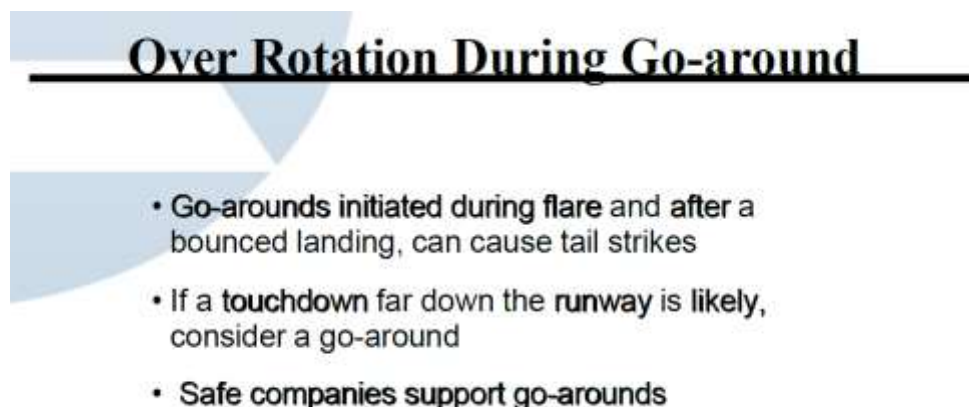 Over Rotation During Go-around
• Go-arounds initiated during flare and after a
bounced landing, can cause tail strikes
• If a touchdown far down the runway is likely,
consider a go-around
• Safe companies support go-arounds